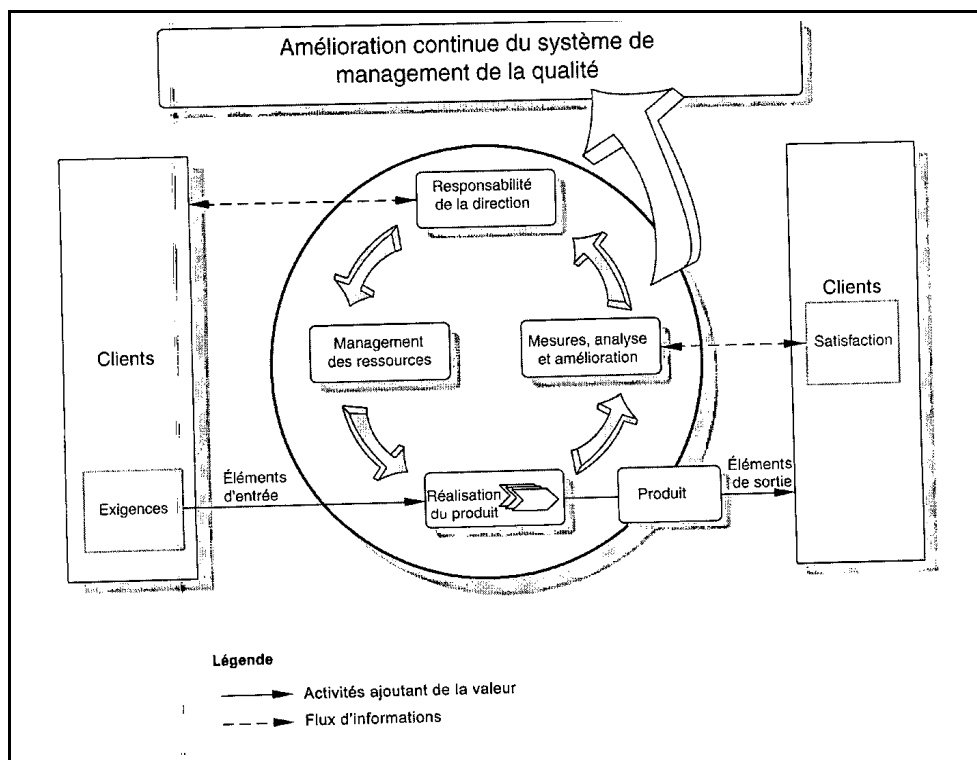 Amélioration continue du système de
management de la qualité
Responsabilité
de la direction
Clients
Management
des ressources
Mesures, analyse
et amélioration
Clients
Satisfaction
Exigences
Éléments
d'entrée
Réalisation
du produit
Produit
Éléments
de sortie
Légende
Activités ajoutant de la valeur
Flux d'informations